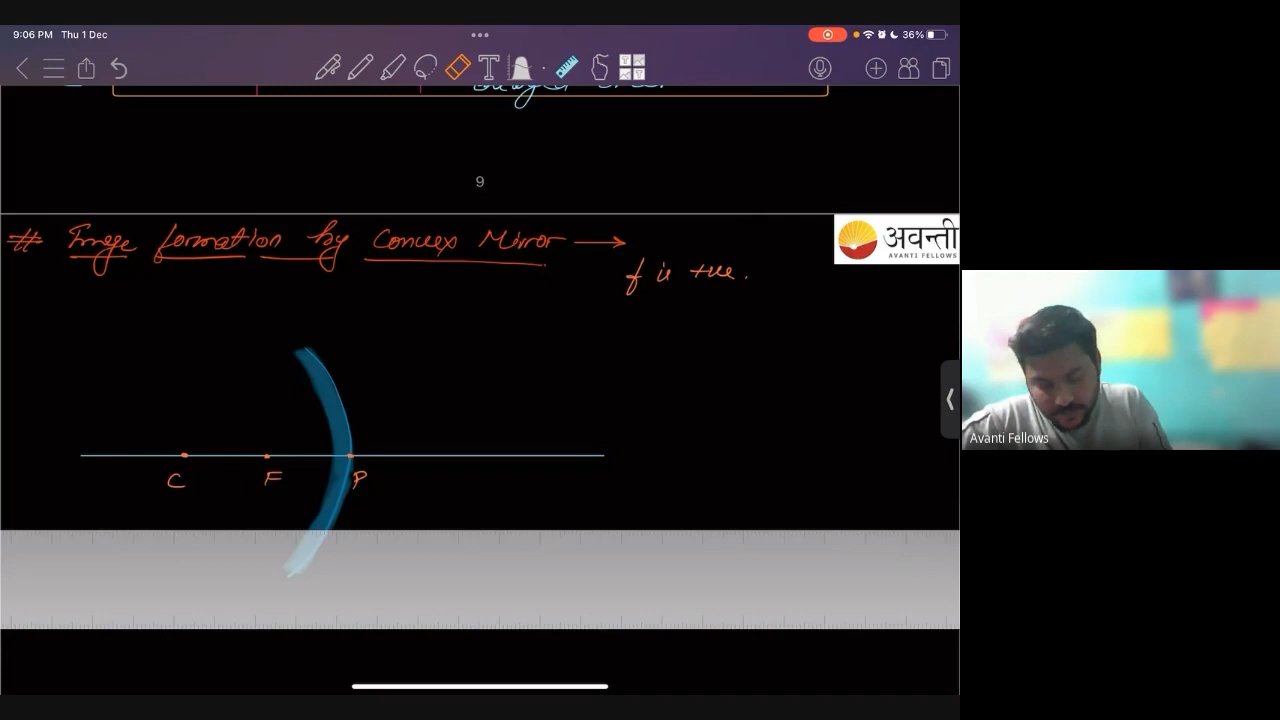 9:06 PM Thu 1 Dec
36%
9
# Image formation by Convex Mirror →
f is +ve.
अवन्ती
AVANTI FELLOWS
C F P
Avanti Fellows